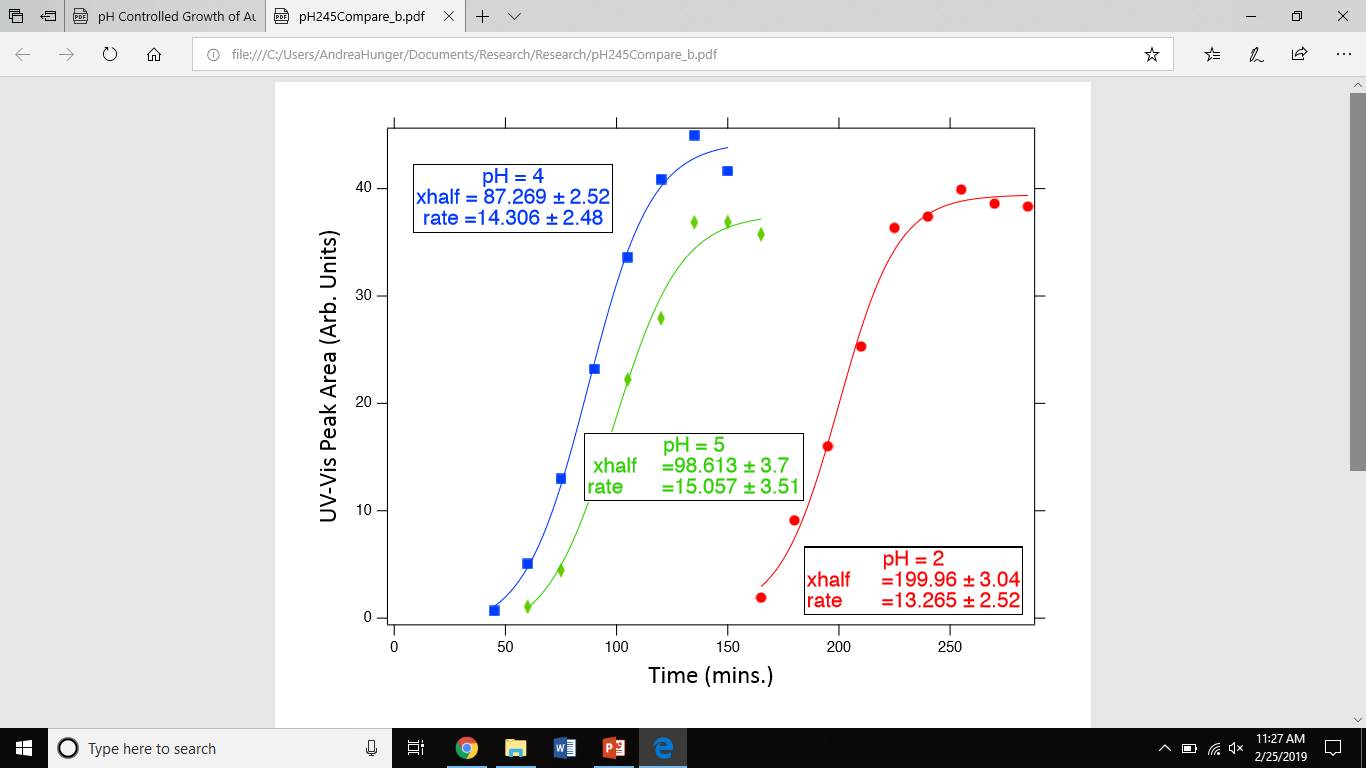 pH Controlled Growth of Au
pH245Compare_b.pdf
file:///C:/Users/AndreaHunger/Documents/Research/Research/pH245Compare_b.pdf
pH = 4
xhalf = 87.269 ± 2.52
rate =14.306 ± 2.48
pH = 5
xhalf =98.613 ± 3.7
rate =15.057 ± 3.51
pH = 2
xhalf =199.96 ± 3.04
rate =13.265 ± 2.52
UV-Vis Peak Area (Arb. Units)
40
30
20
10
0
0 50 100 150 200 250
Time (mins.)
Type here to search
11:27 AM
2/25/2019